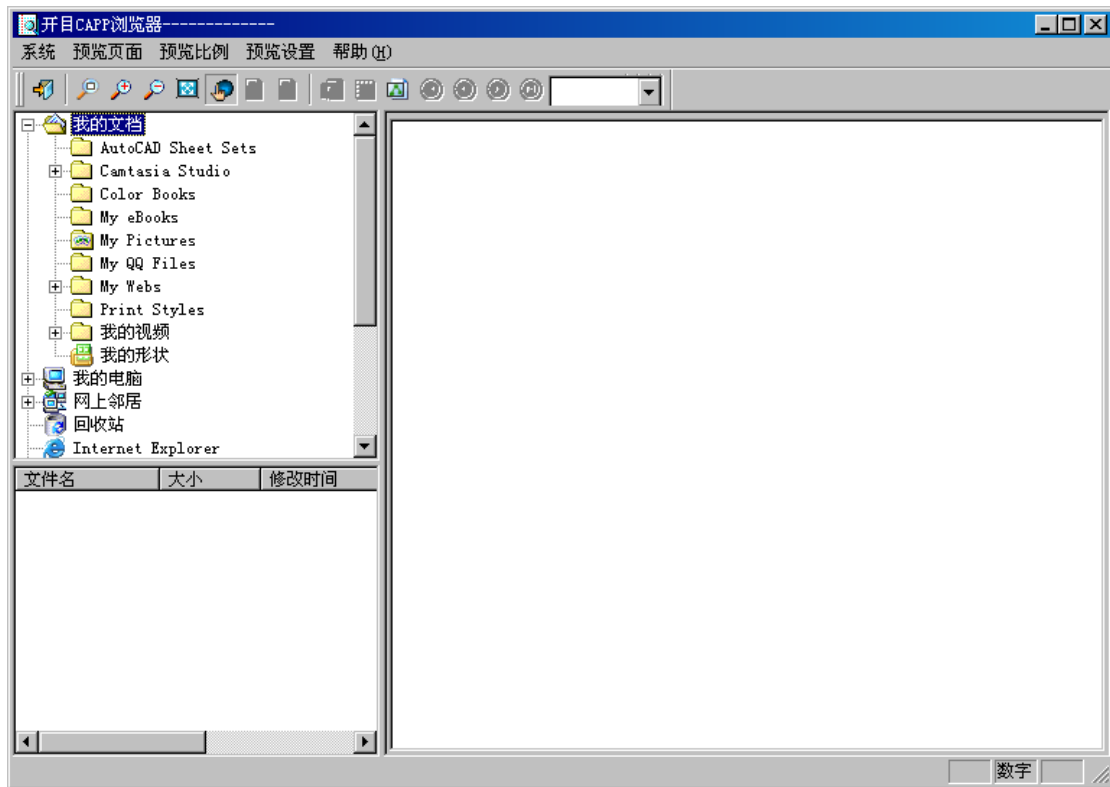 开目CAPP浏览器-------------
系统 预览页面 预览比例 预览设置 帮助(H)
我的文档
AutoCAD Sheet Sets
Camtasia Studio
Color Books
My eBooks
My Pictures
My QQ Files
My Webs
Print Styles
我的视频
我的形状
我的电脑
网上邻居
回收站
Internet Explorer
文件名 大小 修改时间
数字